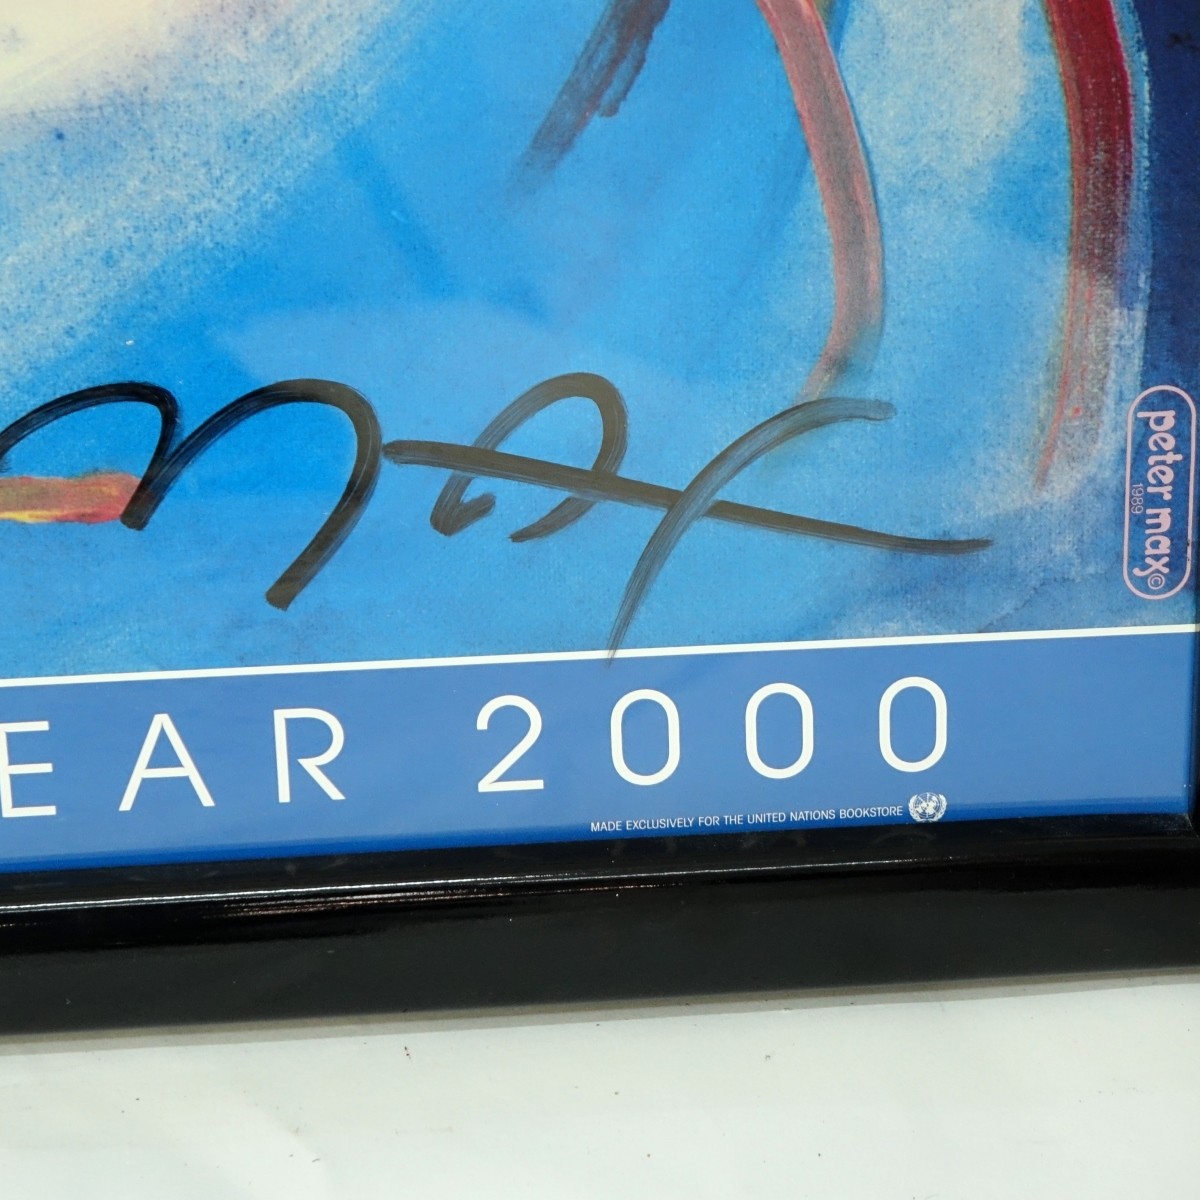 Max
peter max ©
1989
EAR 2000
MADE EXCLUSIVELY FOR THE UNITED NATIONS BOOKSTORE